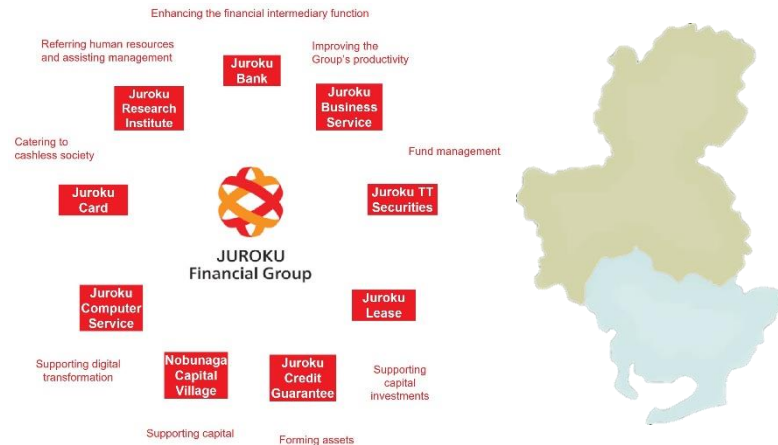 Enhancing the financial intermediary function
Referring human resources
and assisting management
Juroku
Bank
Improving the
Group's productivity
Juroku
Research
Institute
Juroku
Business
Service
Catering to
cashless society
Fund management
Juroku
Card
Juroku TT
Securities
JUROKU
Financial Group
Juroku
Computer
Service
Juroku
Lease
Supporting digital
transformation
Nobunaga
Capital
Village
Juroku
Credit
Guarantee
Supporting
capital
investments
Supporting capital
Forming assets